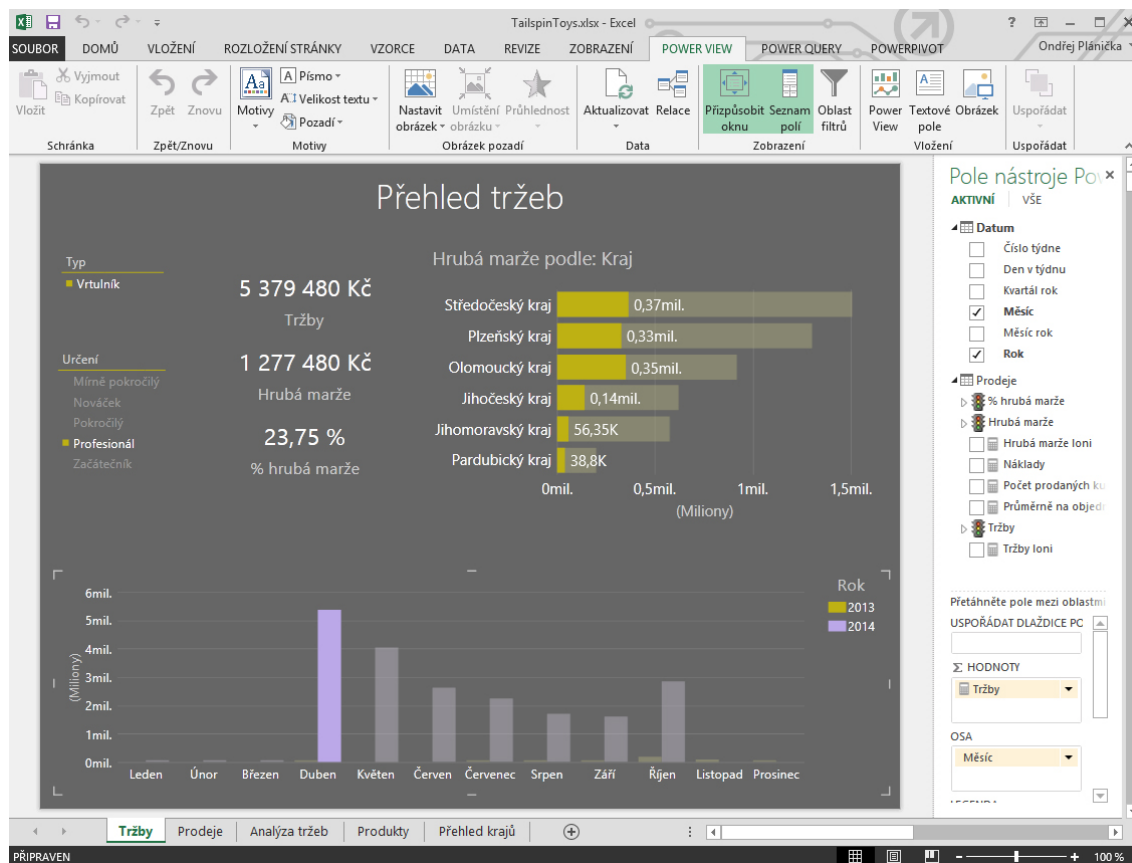 TailspinToys.xlsx - Excel
SOUBOR DOMŮ VLOŽENÍ ROZLOŽENÍ STRÁNKY VZORCE DATA REVIZE ZOBRAZENÍ POWER VIEW POWER QUERY POWERPIVOT Ondřej Plánička
Vložit
Vyjmout
Kopírovat
Schránka
Zpět Znovu
Zpět/Znovu
Motivy
Písmo
Velikost textu
Pozadí
Motivy
Nastavit obrázek
Umístění obrázku
Průhlednost
Obrázek pozadí
Aktualizovat Relace
Data
Přizpůsobit oknu
Seznam polí
Oblast filtrů
Zobrazení
Power View
Textové pole
Obrázek
Vložení
Uspořádat
Uspořádat
Přehled tržeb
Typ
Vrtulník
Určení
Mírně pokročilý
Nováček
Pokročilý
Profesionál
Začátečník
5 379 480 Kč
Tržby
1 277 480 Kč
Hrubá marže
23,75 %
% hrubá marže
Hrubá marže podle: Kraj
Středočeský kraj 0,37mil.
Plzeňský kraj 0,33mil.
Olomoucký kraj 0,35mil.
Jihočeský kraj 0,14mil.
Jihomoravský kraj 56,35K
Pardubický kraj 38,8K
0mil. 0,5mil. 1mil. 1,5mil.
(Miliony)
6mil.
5mil.
4mil.
3mil.
2mil.
1mil.
0mil.
(Miliony)
Leden Únor Březen Duben Květen Červen Červenec Srpen Září Říjen Listopad Prosinec
Rok
2013
2014
Pole nástroje Pow
AKTIVNÍ VŠE
Datum
Číslo týdne
Den v týdnu
Kvartál rok
Měsíc
Měsíc rok
Rok
Prodeje
% hrubá marže
Hrubá marže
Hrubá marže loni
Náklady
Počet prodaných ku
Průměrně na objed
Tržby
Tržby loni
Přetáhněte pole mezi oblastmi
USPOŘÁDAT DLAŽDICE PO
Σ HODNOTY
Tržby
OSA
Měsíc
LEGENDA
Tržby Prodeje Analýza tržeb Produkty Přehled krajů
PŘIPRAVEN
100 %